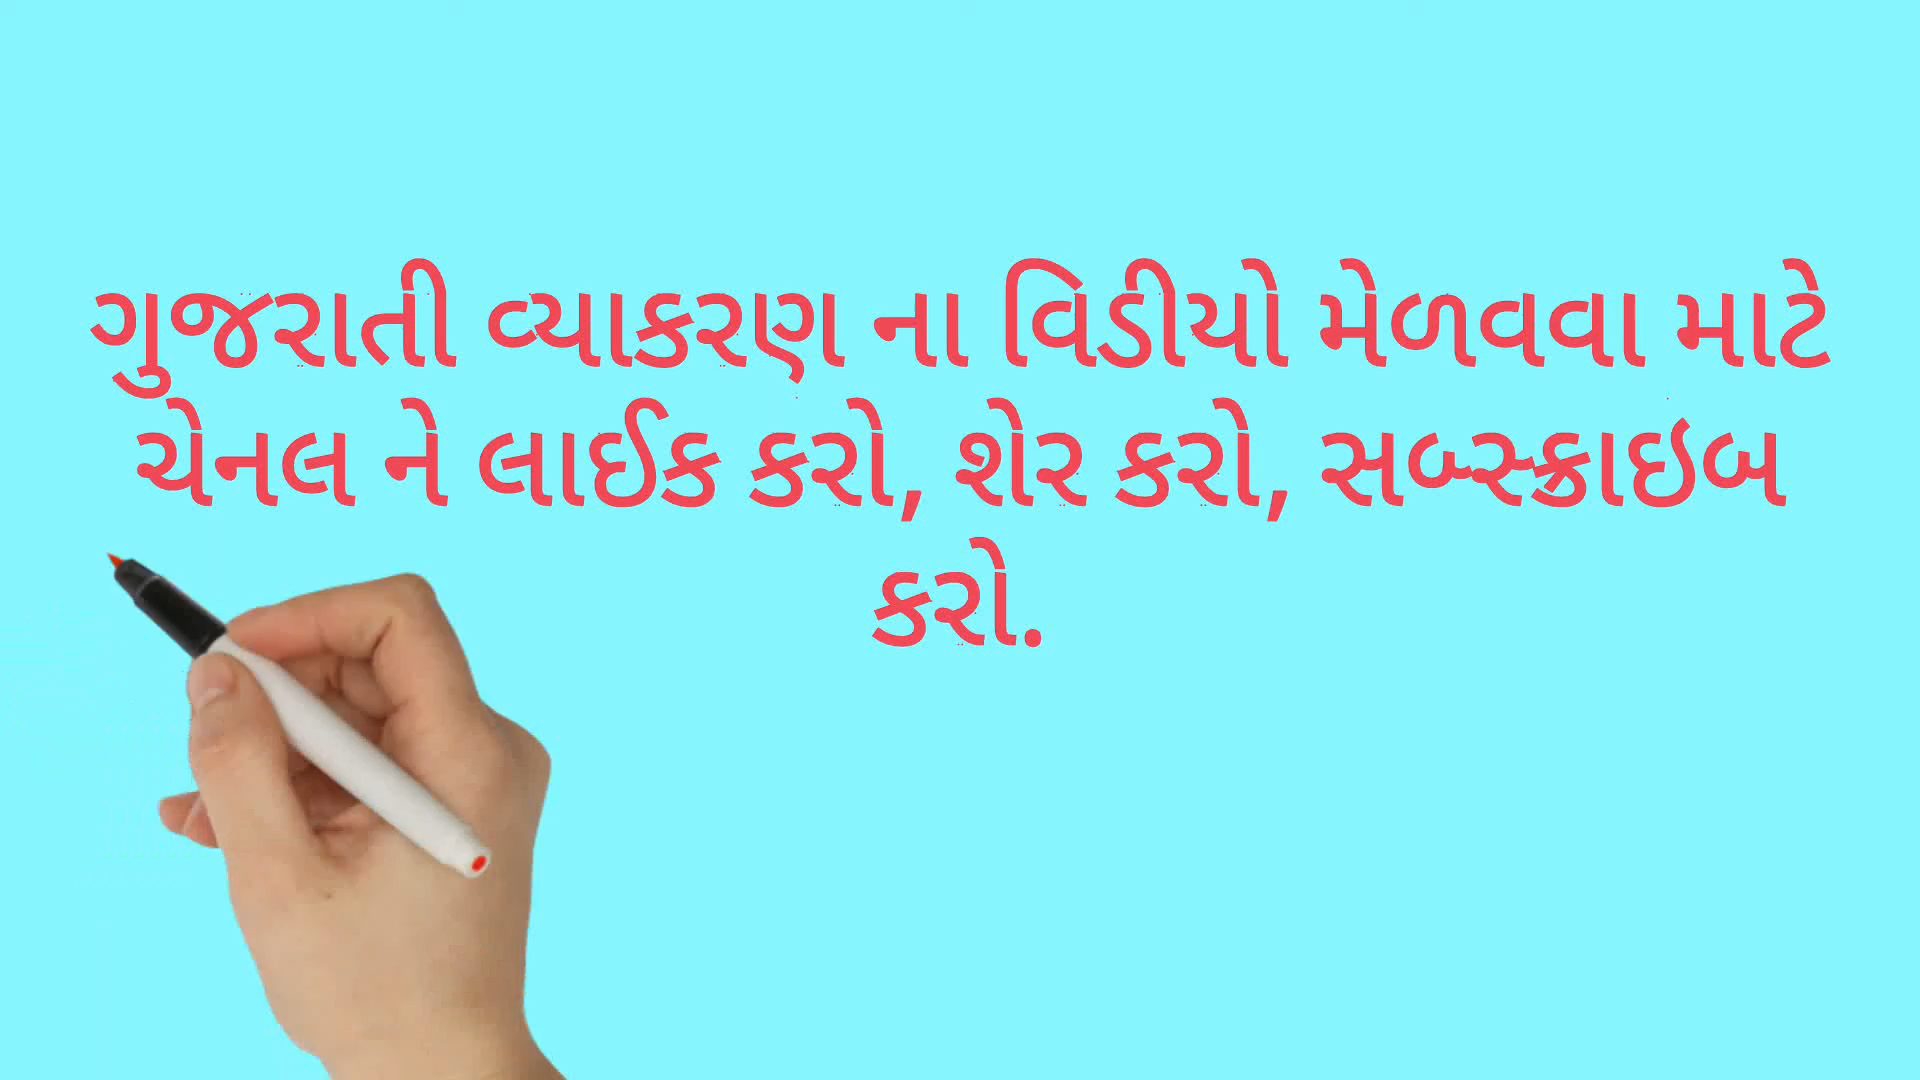 ગુજરાતી વ્યાકરણ ના વિડીયો મેળવવા માટે
ચેનલ ને લાઈક કરો, શેર કરો, સબ્સ્ક્રાઇબ
કરો.